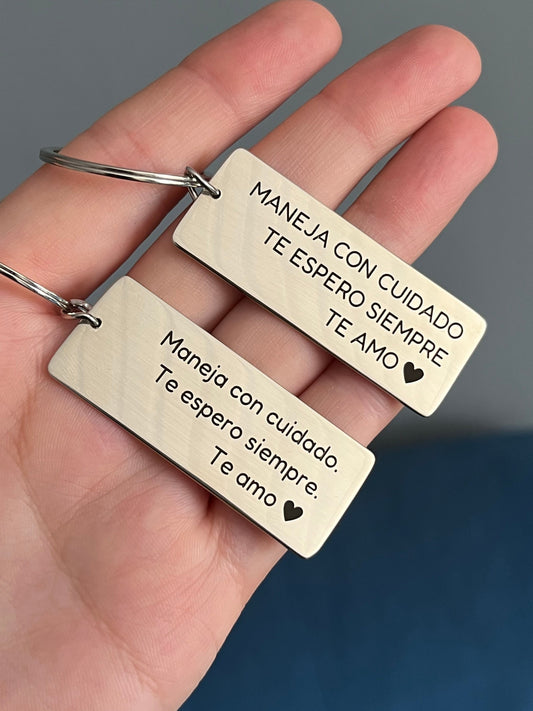 MANEJA CON CUIDADO
TE ESPERO SIEMPRE
TE AMO ♥
Maneja con cuidado.
Te espero siempre.
Te amo ♥